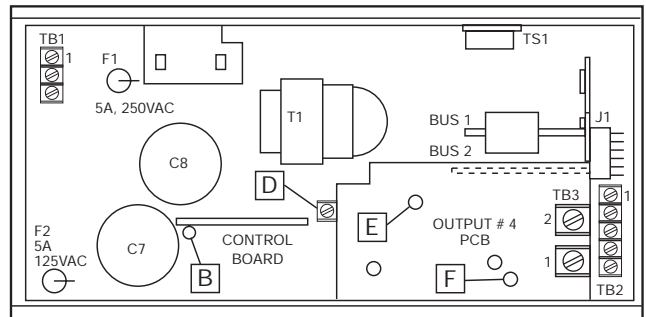 TB1
1
F1
5A, 250VAC
TS1
T1
BUS 1
BUS 2
J1
C8
D
TB3
1
2
E
OUTPUT # 4
PCB
F2
5A
125VAC
C7
CONTROL
BOARD
B
F
1
TB2